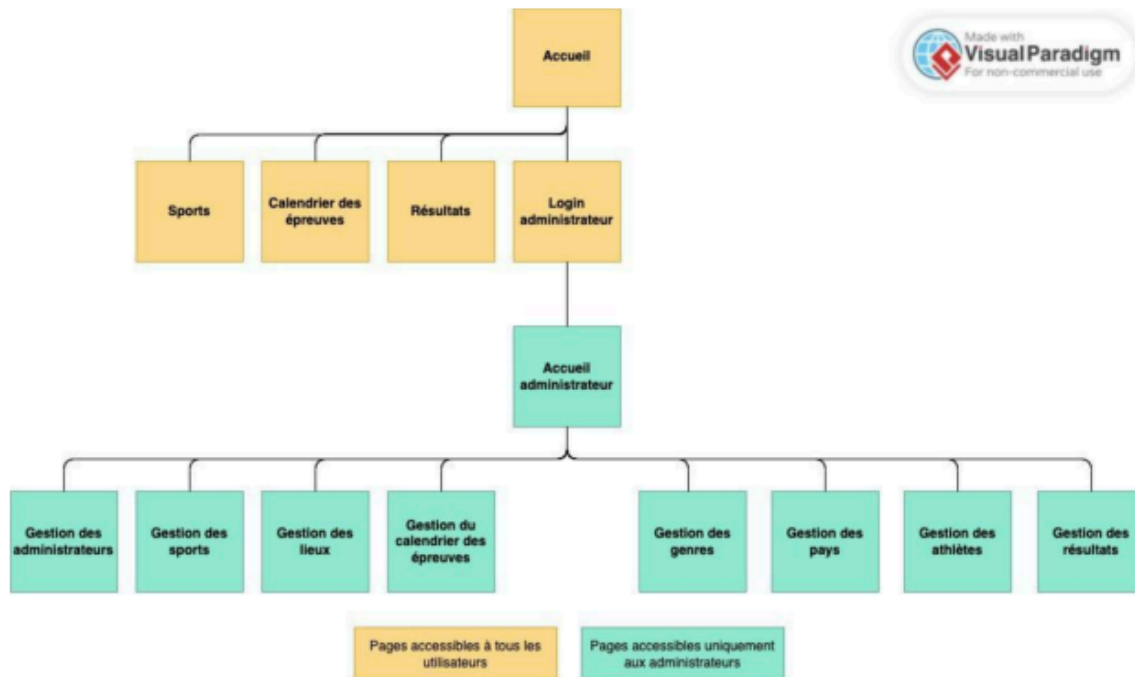 Made with
Visual Paradigm
For non-commercial use
Accueil
Sports
Calendrier des
épreuves
Résultats
Login
administrateur
Accueil
administrateur
Gestion des
administrateurs
Gestion des
sports
Gestion des
lieux
Gestion du
calendrier des
épreuves
Gestion des
genres
Gestion des
pays
Gestion des
athlètes
Gestion des
résultats
Pages accessibles à tous les
utilisateurs
Pages accessibles uniquement
aux administrateurs